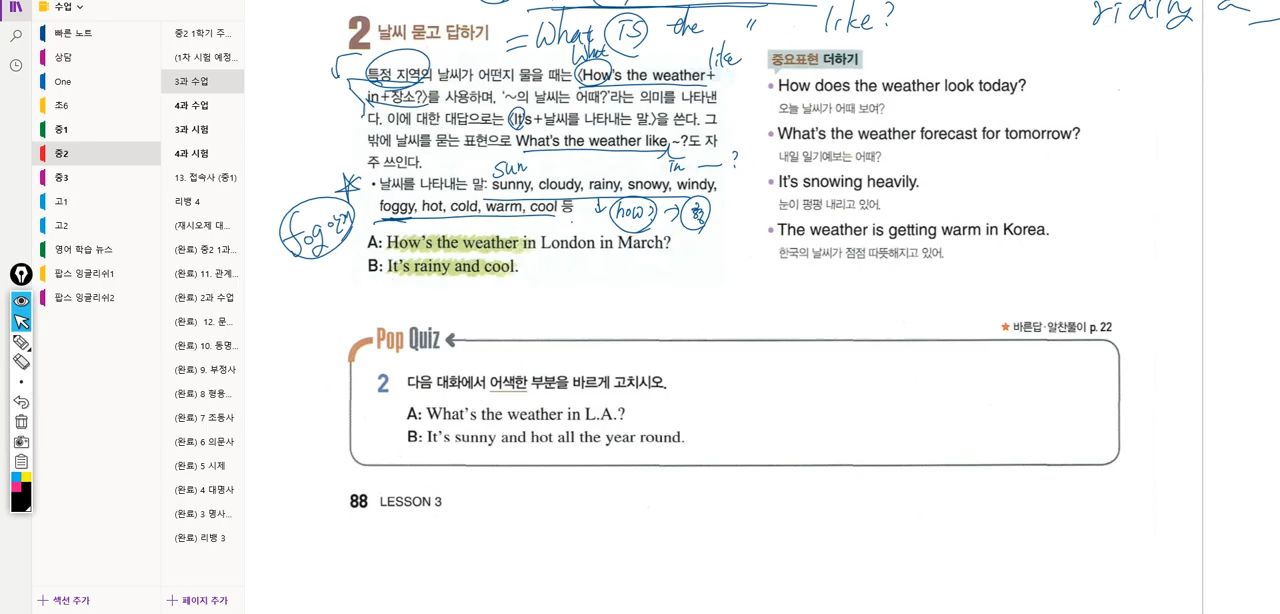 수업
빠른 노트
상담
One
초6
중1
중2
중3
고1
고2
영어 학습 뉴스
팝스 잉글리쉬1
팝스 잉글리쉬2
섹션 추가
중2 1학기 주...
(1차 시험 예정...
3과 수업
4과 수업
3과 시험
4과 시험
13. 접속사 (중1)
리뱅 4
(재시오제 대...
(완료) 중2 1과...
(완료) 11. 관계...
(완료) 2과 수업
(완료) 12. 문...
(완료) 10. 동명...
(완료) 9. 부정사
(완료) 8 형용...
(완료) 7 조동사
(완료) 6 의문사
(완료) 5 시제
(완료) 4 대명사
(완료) 3 명사...
(완료) 리뱅 3
페이지 추가
= What is the " like?
riding a
2 날씨 묻고 답하기
What
like
특정 지역의 날씨가 어떤지 물을 때는 〈How's the weather+
in+장소?〉를 사용하며, '～의 날씨는 어때?'라는 의미를 나타낸
다. 이에 대한 대답으로는 〈It's+날씨를 나타내는 말.〉을 쓴다. 그
밖에 날씨를 묻는 표현으로 What's the weather like ~?도 자
주 쓰인다.
in ?
sun
• 날씨를 나타내는 말: sunny, cloudy, rainy, snowy, windy,
foggy, hot, cold, warm, cool 등
how?
fog 안개
A: How's the weather in London in March?
B: It's rainy and cool.
중요표현 더하기
• How does the weather look today?
오늘 날씨가 어때 보여?
• What's the weather forecast for tomorrow?
내일 일기예보는 어때?
• It's snowing heavily.
눈이 펑펑 내리고 있어.
• The weather is getting warm in Korea.
한국의 날씨가 점점 따뜻해지고 있어.
★ 바른답·알찬풀이 p. 22
Pop Quiz
2 다음 대화에서 어색한 부분을 바르게 고치시오.
A: What's the weather in L.A.?
B: It's sunny and hot all the year round.
88 LESSON 3